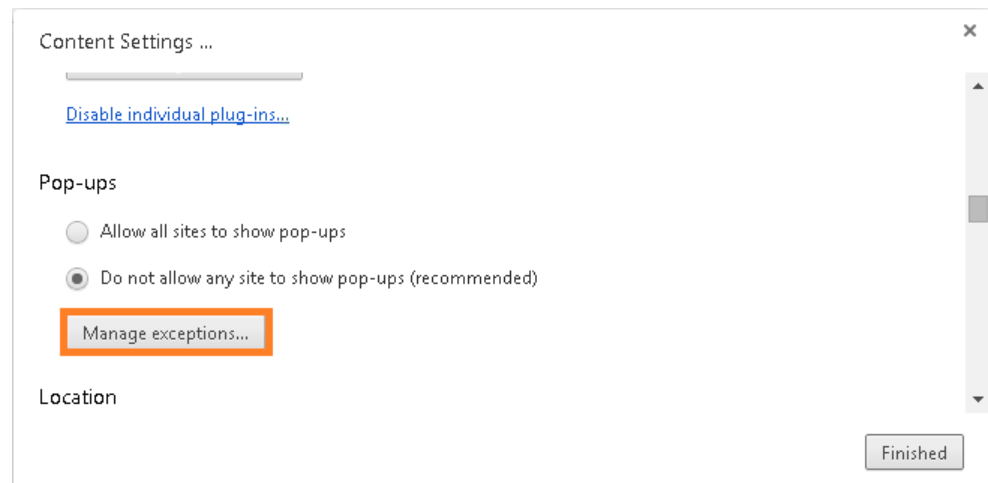 Content Settings ...
Disable individual plug-ins...
Pop-ups
Allow all sites to show pop-ups
Do not allow any site to show pop-ups (recommended)
Manage exceptions...
Location
Finished